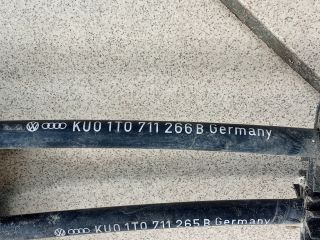 KU0 1T0 711 266 B Germany
KU0 1T0 711 265 B Germany